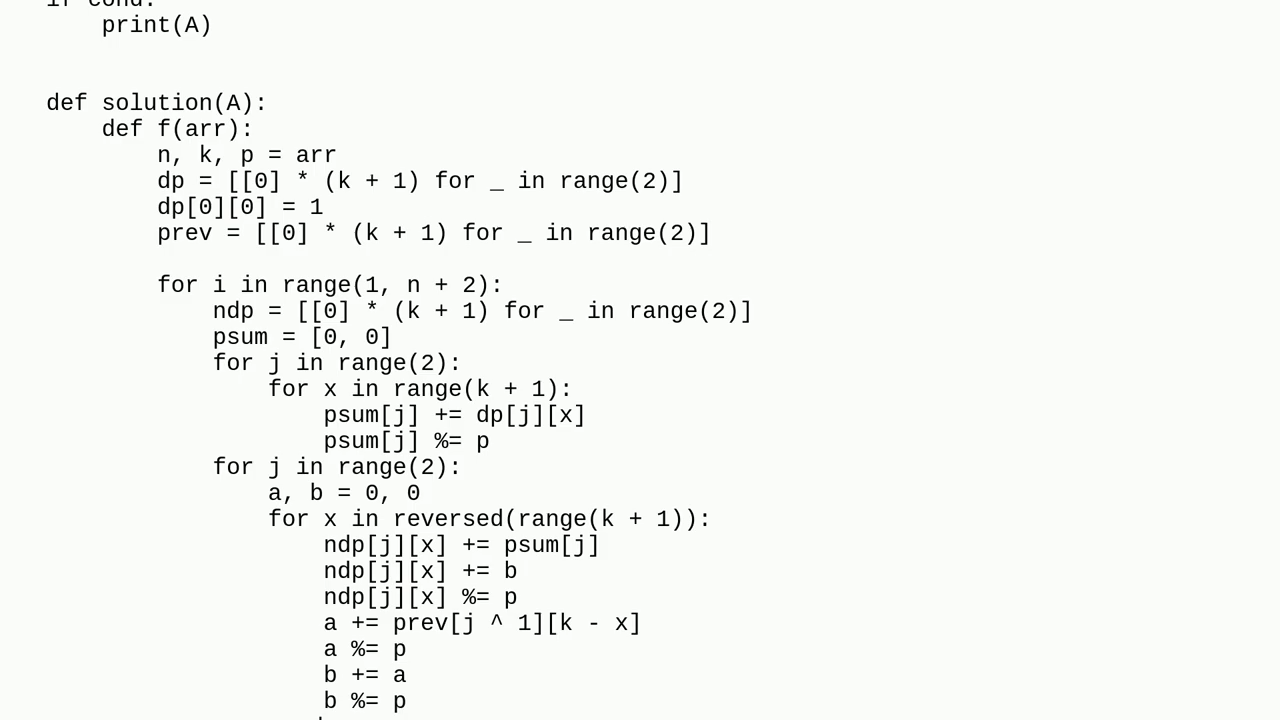 if cond:
    print(A)


def solution(A):
    def f(arr):
        n, k, p = arr
        dp = [[0] * (k + 1) for _ in range(2)]
        dp[0][0] = 1
        prev = [[0] * (k + 1) for _ in range(2)]

        for i in range(1, n + 2):
            ndp = [[0] * (k + 1) for _ in range(2)]
            psum = [0, 0]
            for j in range(2):
                for x in range(k + 1):
                    psum[j] += dp[j][x]
                    psum[j] %= p
            for j in range(2):
                a, b = 0, 0
                for x in reversed(range(k + 1)):
                    ndp[j][x] += psum[j]
                    ndp[j][x] += b
                    ndp[j][x] %= p
                    a += prev[j ^ 1][k - x]
                    a %= p
                    b += a
                    b %= p